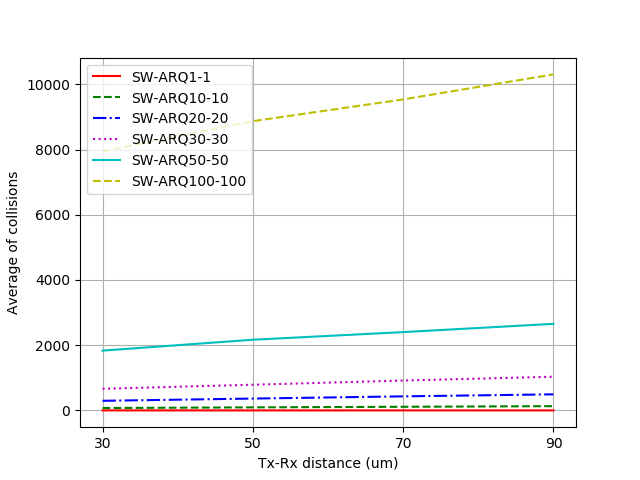 10000
8000
6000
4000
2000
0
Average of collisions
SW-ARQ1-1
SW-ARQ10-10
SW-ARQ20-20
SW-ARQ30-30
SW-ARQ50-50
SW-ARQ100-100
30 50 70 90
Tx-Rx distance (um)